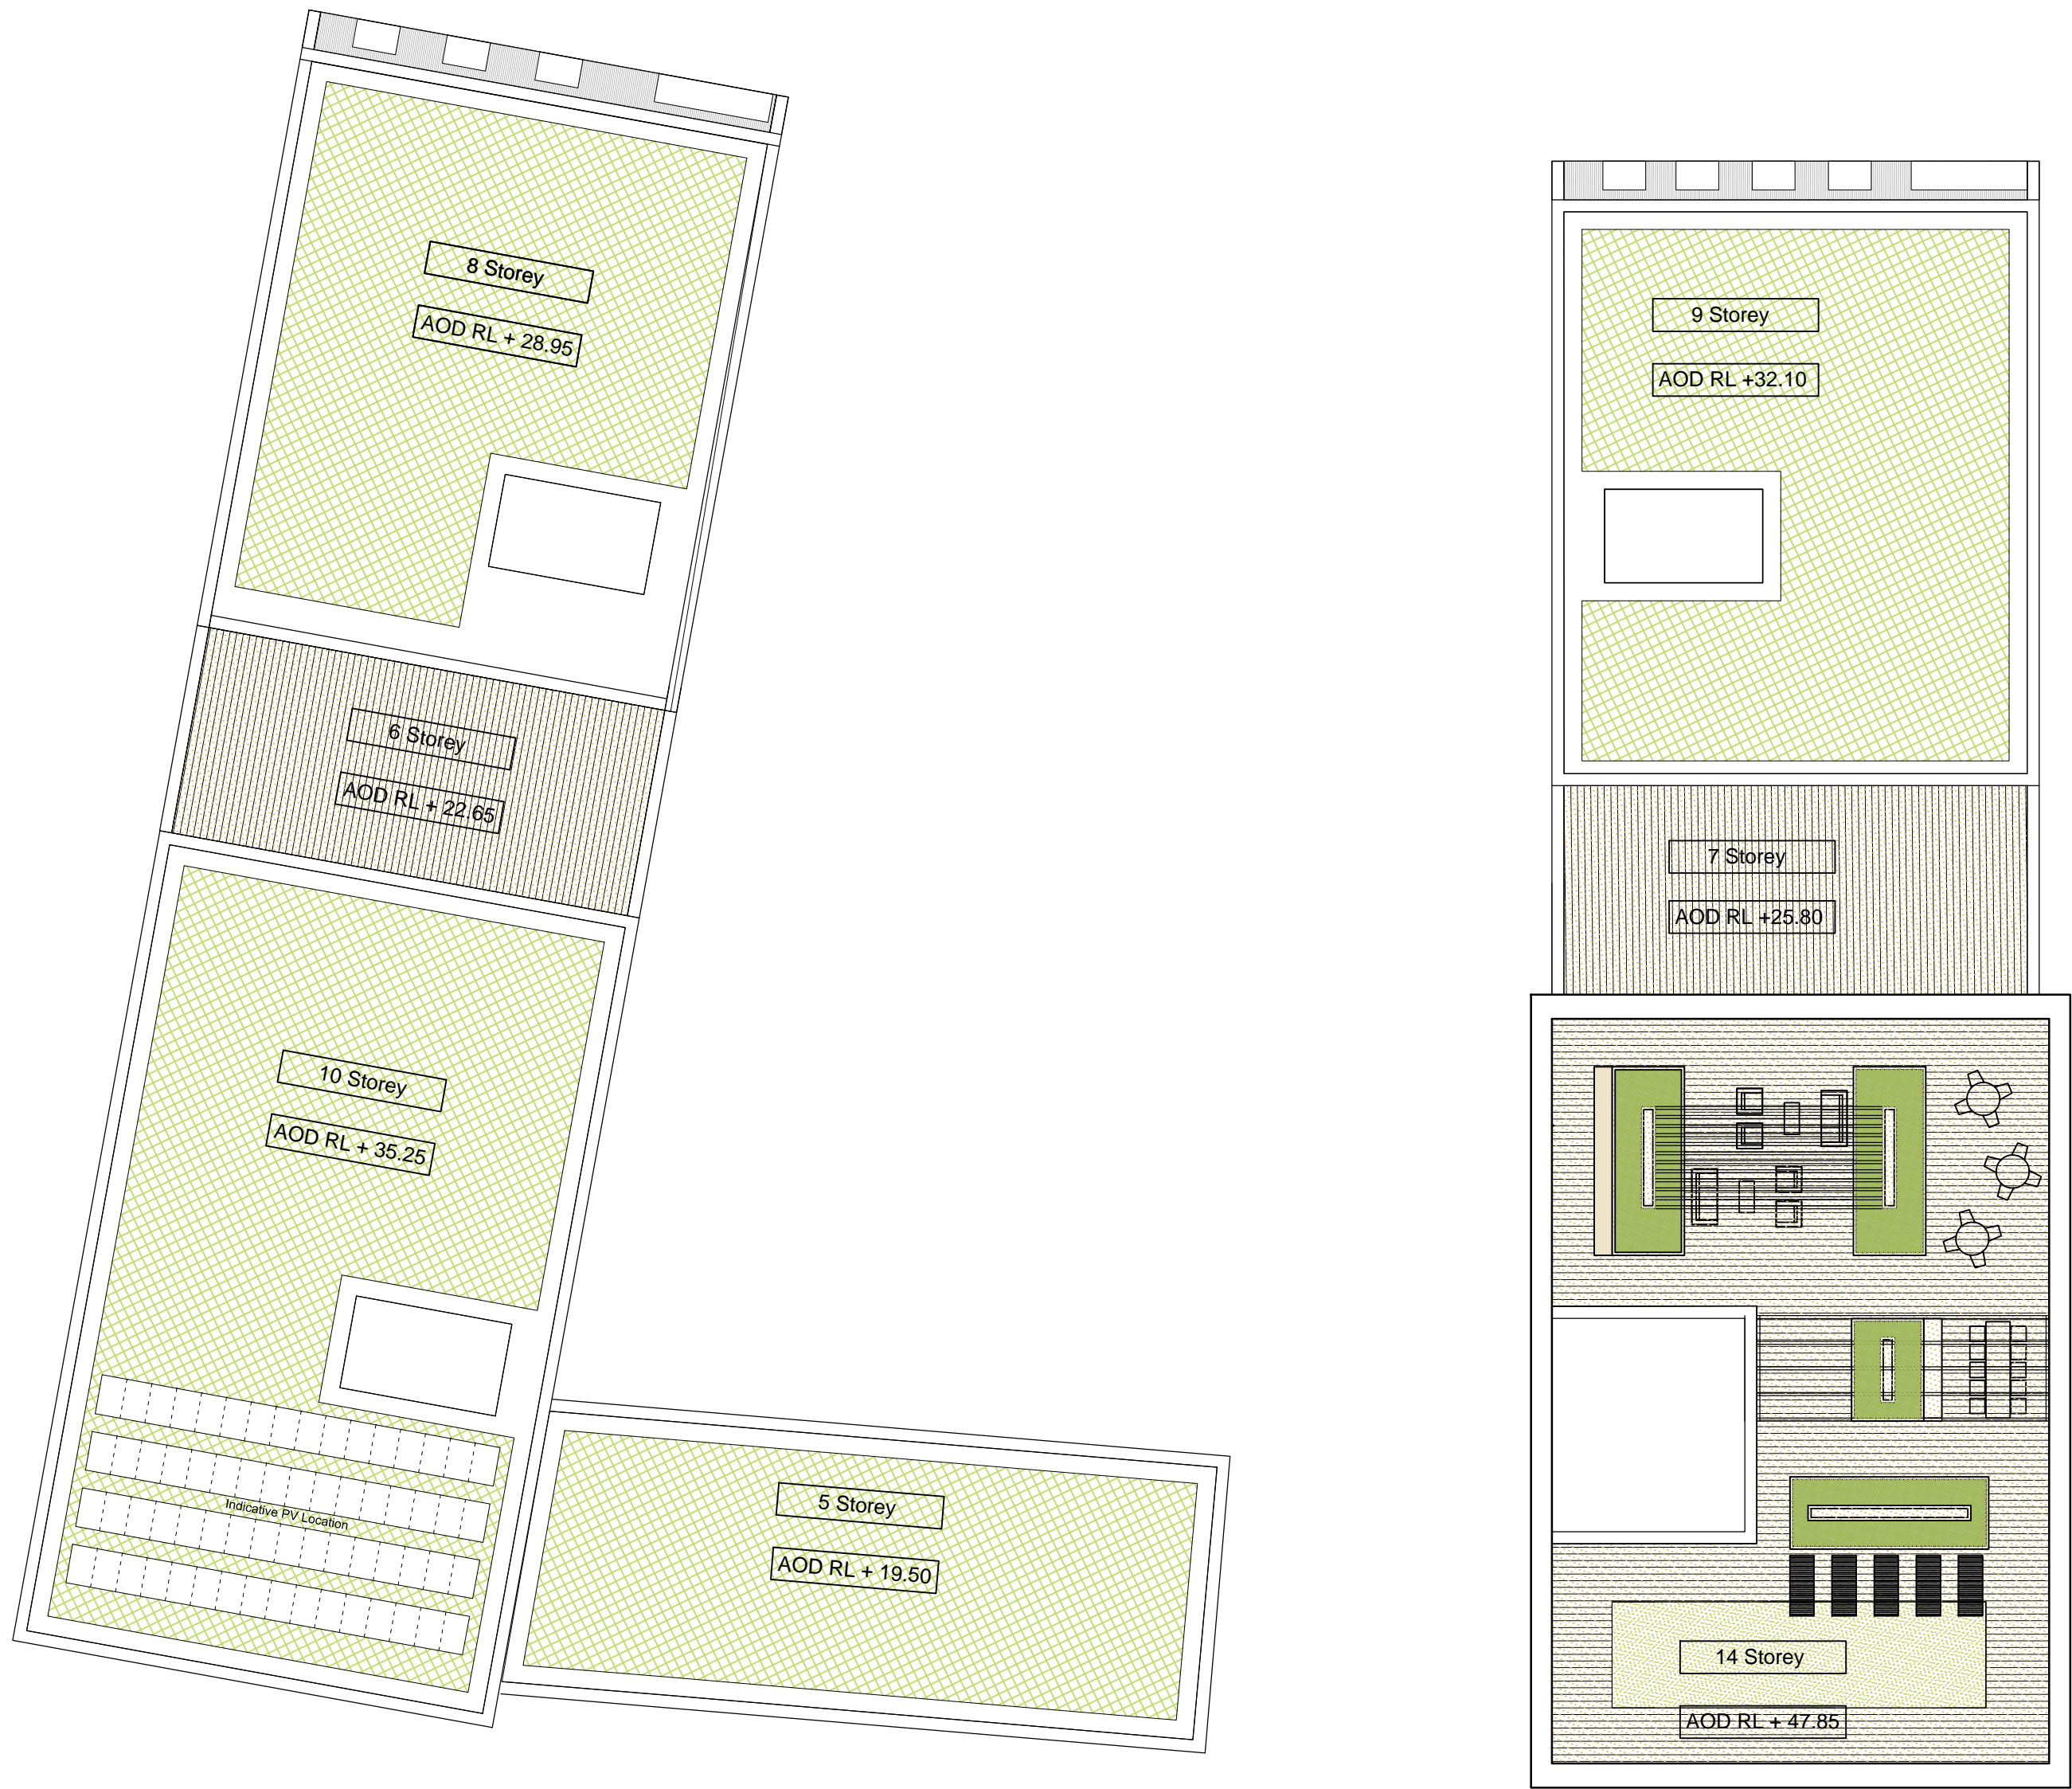 8 Storey
AOD RL + 28.95
6 Storey
AOD RL + 22.65
10 Storey
AOD RL + 35.25
Indicative PV Location
5 Storey
AOD RL + 19.50
9 Storey
AOD RL +32.10
7 Storey
AOD RL +25.80
14 Storey
AOD RL + 47.85